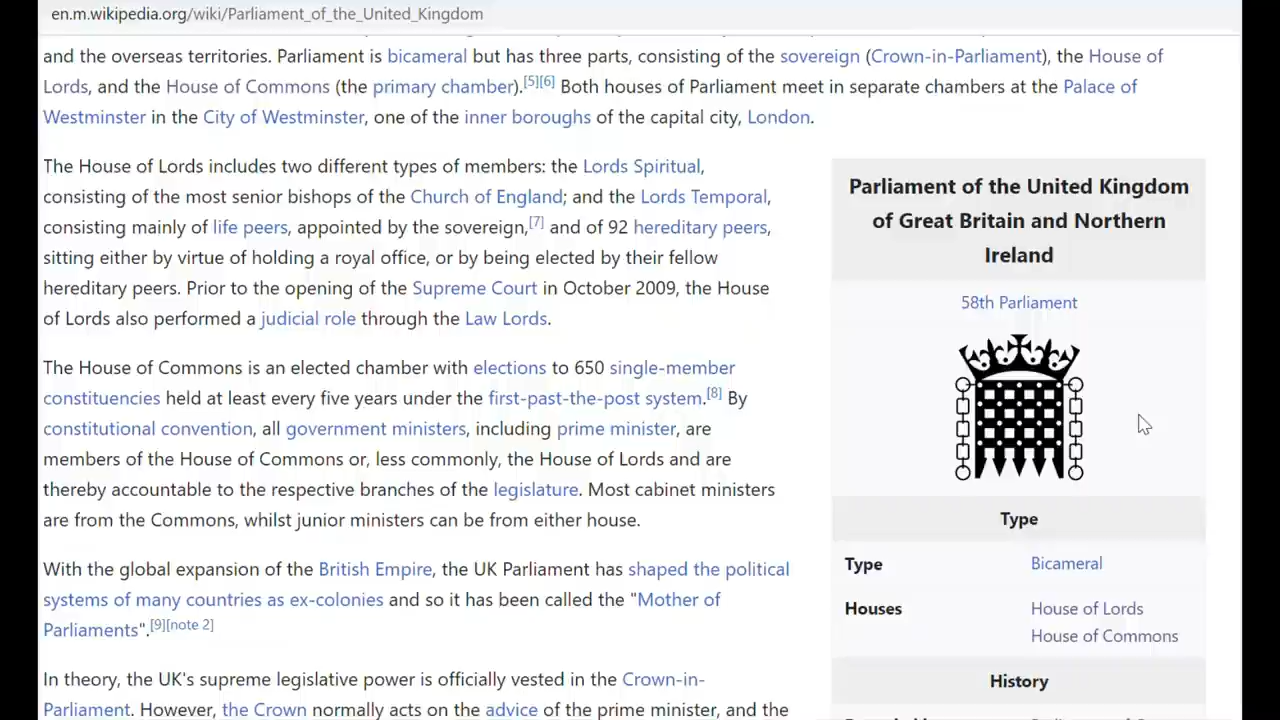 en.m.wikipedia.org/wiki/Parliament_of_the_United_Kingdom
and the overseas territories. Parliament is bicameral but has three parts, consisting of the sovereign (Crown-in-Parliament), the House of
Lords, and the House of Commons (the primary chamber).[5][6] Both houses of Parliament meet in separate chambers at the Palace of
Westminster in the City of Westminster, one of the inner boroughs of the capital city, London.
The House of Lords includes two different types of members: the Lords Spiritual,
consisting of the most senior bishops of the Church of England; and the Lords Temporal,
consisting mainly of life peers, appointed by the sovereign,[7] and of 92 hereditary peers,
sitting either by virtue of holding a royal office, or by being elected by their fellow
hereditary peers. Prior to the opening of the Supreme Court in October 2009, the House
of Lords also performed a judicial role through the Law Lords.
The House of Commons is an elected chamber with elections to 650 single-member
constituencies held at least every five years under the first-past-the-post system.[8] By
constitutional convention, all government ministers, including prime minister, are
members of the House of Commons or, less commonly, the House of Lords and are
thereby accountable to the respective branches of the legislature. Most cabinet ministers
are from the Commons, whilst junior ministers can be from either house.
With the global expansion of the British Empire, the UK Parliament has shaped the political
systems of many countries as ex-colonies and so it has been called the "Mother of
Parliaments".[9][note 2]
In theory, the UK's supreme legislative power is officially vested in the Crown-in-
Parliament. However, the Crown normally acts on the advice of the prime minister, and the
Parliament of the United Kingdom
of Great Britain and Northern
Ireland
58th Parliament
Type
Type Bicameral
Houses House of Lords
House of Commons
History